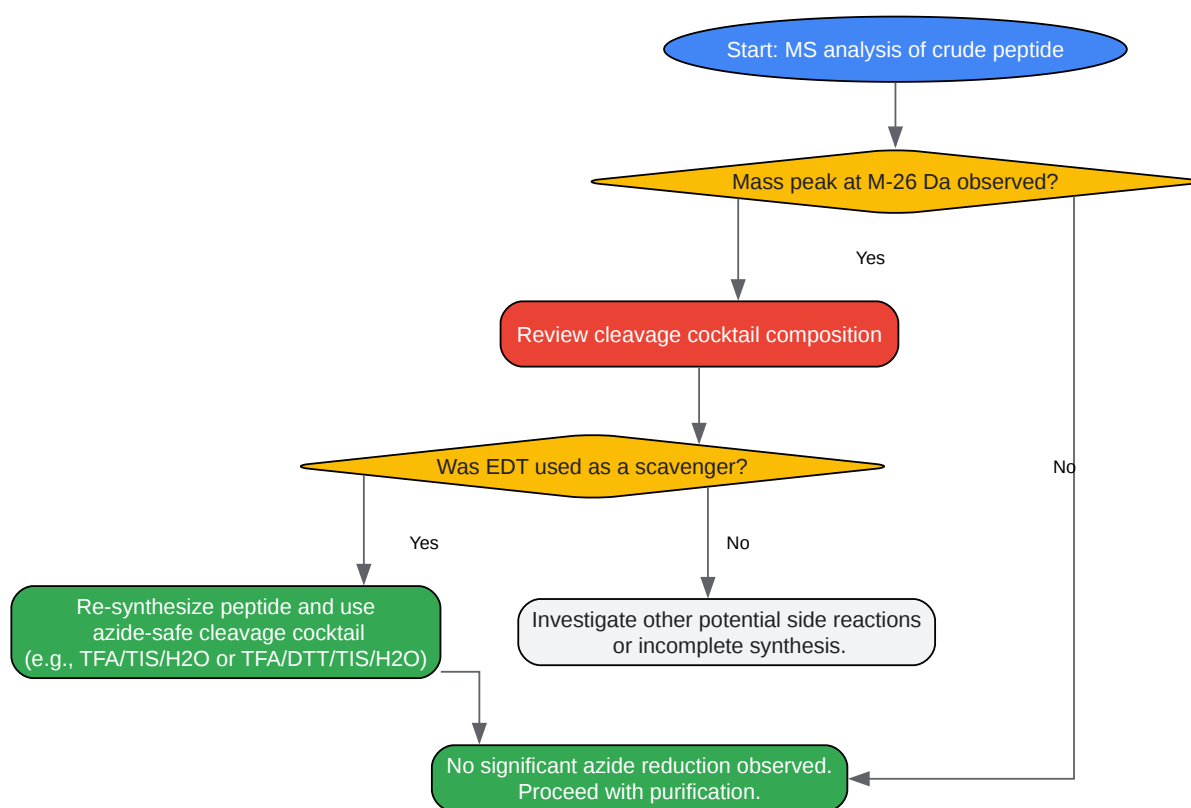 Start: MS analysis of crude peptide
Mass peak at M-26 Da observed?
Yes
Review cleavage cocktail composition
Was EDT used as a scavenger?
No
Yes
No
Re-synthesize peptide and use
azide-safe cleavage cocktail
(e.g., TFA/TIS/H2O or TFA/DTT/TIS/H2O)
Investigate other potential side reactions
or incomplete synthesis.
No significant azide reduction observed.
Proceed with purification.